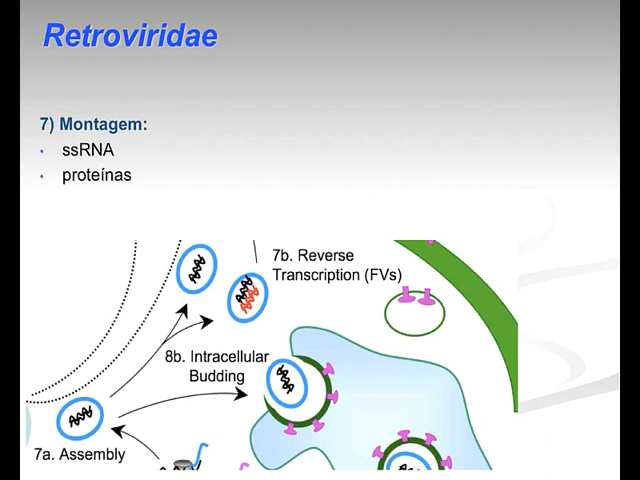 Retroviridae
7) Montagem:
• ssRNA
• proteínas
7b. Reverse
Transcription (FVs)
8b. Intracellular
Budding
7a. Assembly